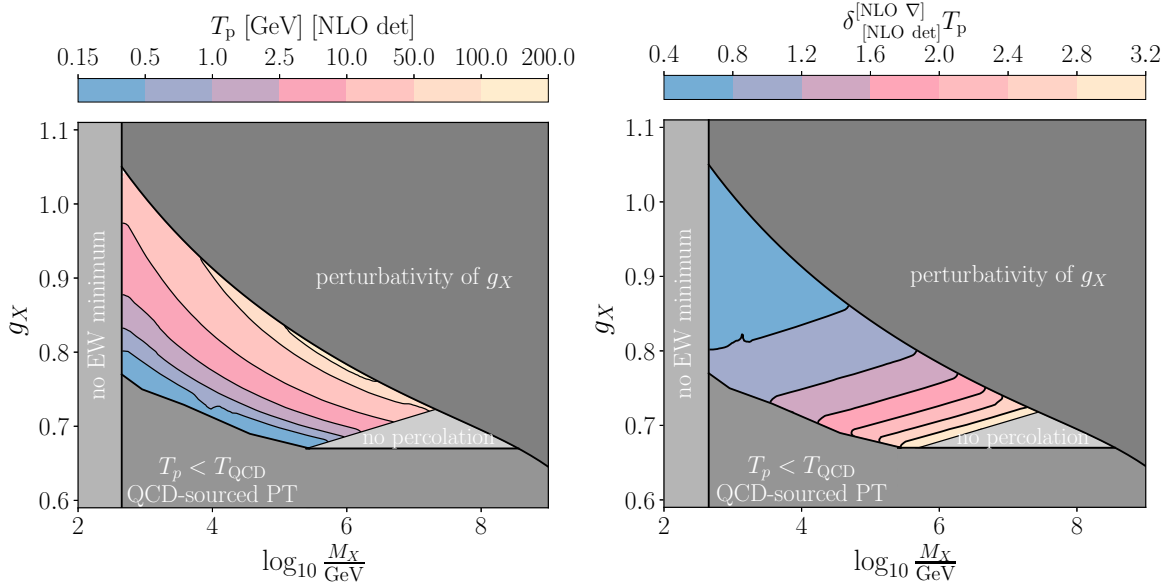 T_p [GeV] [NLO det]
0.15 0.5 1.0 2.5 10.0 50.0 100.0 200.0
1.1
1.0
0.9
0.8
0.7
0.6
g_X
no EW minimum
perturbativity of g_X
no percolation
T_p < T_QCD
QCD-sourced PT
2 4 6 8
log₁₀ M_X/GeV
δ^[NLO ∇]_[NLO det] T_p
0.4 0.8 1.2 1.6 2.0 2.4 2.8 3.2
1.1
1.0
0.9
0.8
0.7
0.6
g_X
no EW minimum
perturbativity of g_X
no percolation
T_p < T_QCD
QCD-sourced PT
2 4 6 8
log₁₀ M_X/GeV